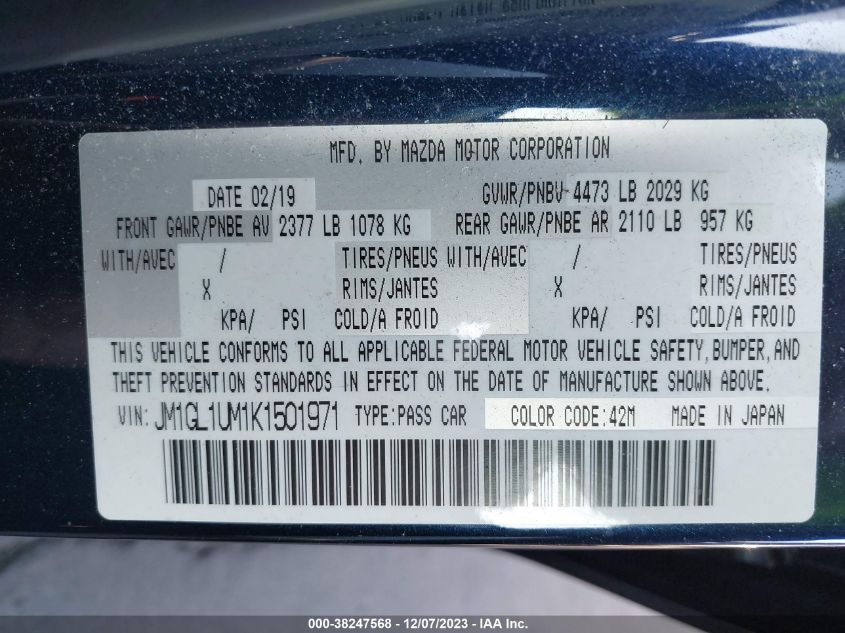 MFD. BY MAZDA MOTOR CORPORATION
DATE 02/19 GVWR/PNBV 4473 LB 2029 KG
FRONT GAWR/PNBE AV 2377 LB 1078 KG REAR GAWR/PNBE AR 2110 LB 957 KG
WITH/AVEC / TIRES/PNEUS WITH/AVEC / TIRES/PNEUS
X RIMS/JANTES X RIMS/JANTES
KPA/ PSI COLD/A FROID KPA/ PSI COLD/A FROID
THIS VEHICLE CONFORMS TO ALL APPLICABLE FEDERAL MOTOR VEHICLE SAFETY, BUMPER, AND
THEFT PREVENTION STANDARDS IN EFFECT ON THE DATE OF MANUFACTURE SHOWN ABOVE.
VIN: JM1GL1UM1K1501971 TYPE:PASS CAR COLOR CODE:42M MADE IN JAPAN
000-38247568 - 12/07/2023 - IAA Inc.